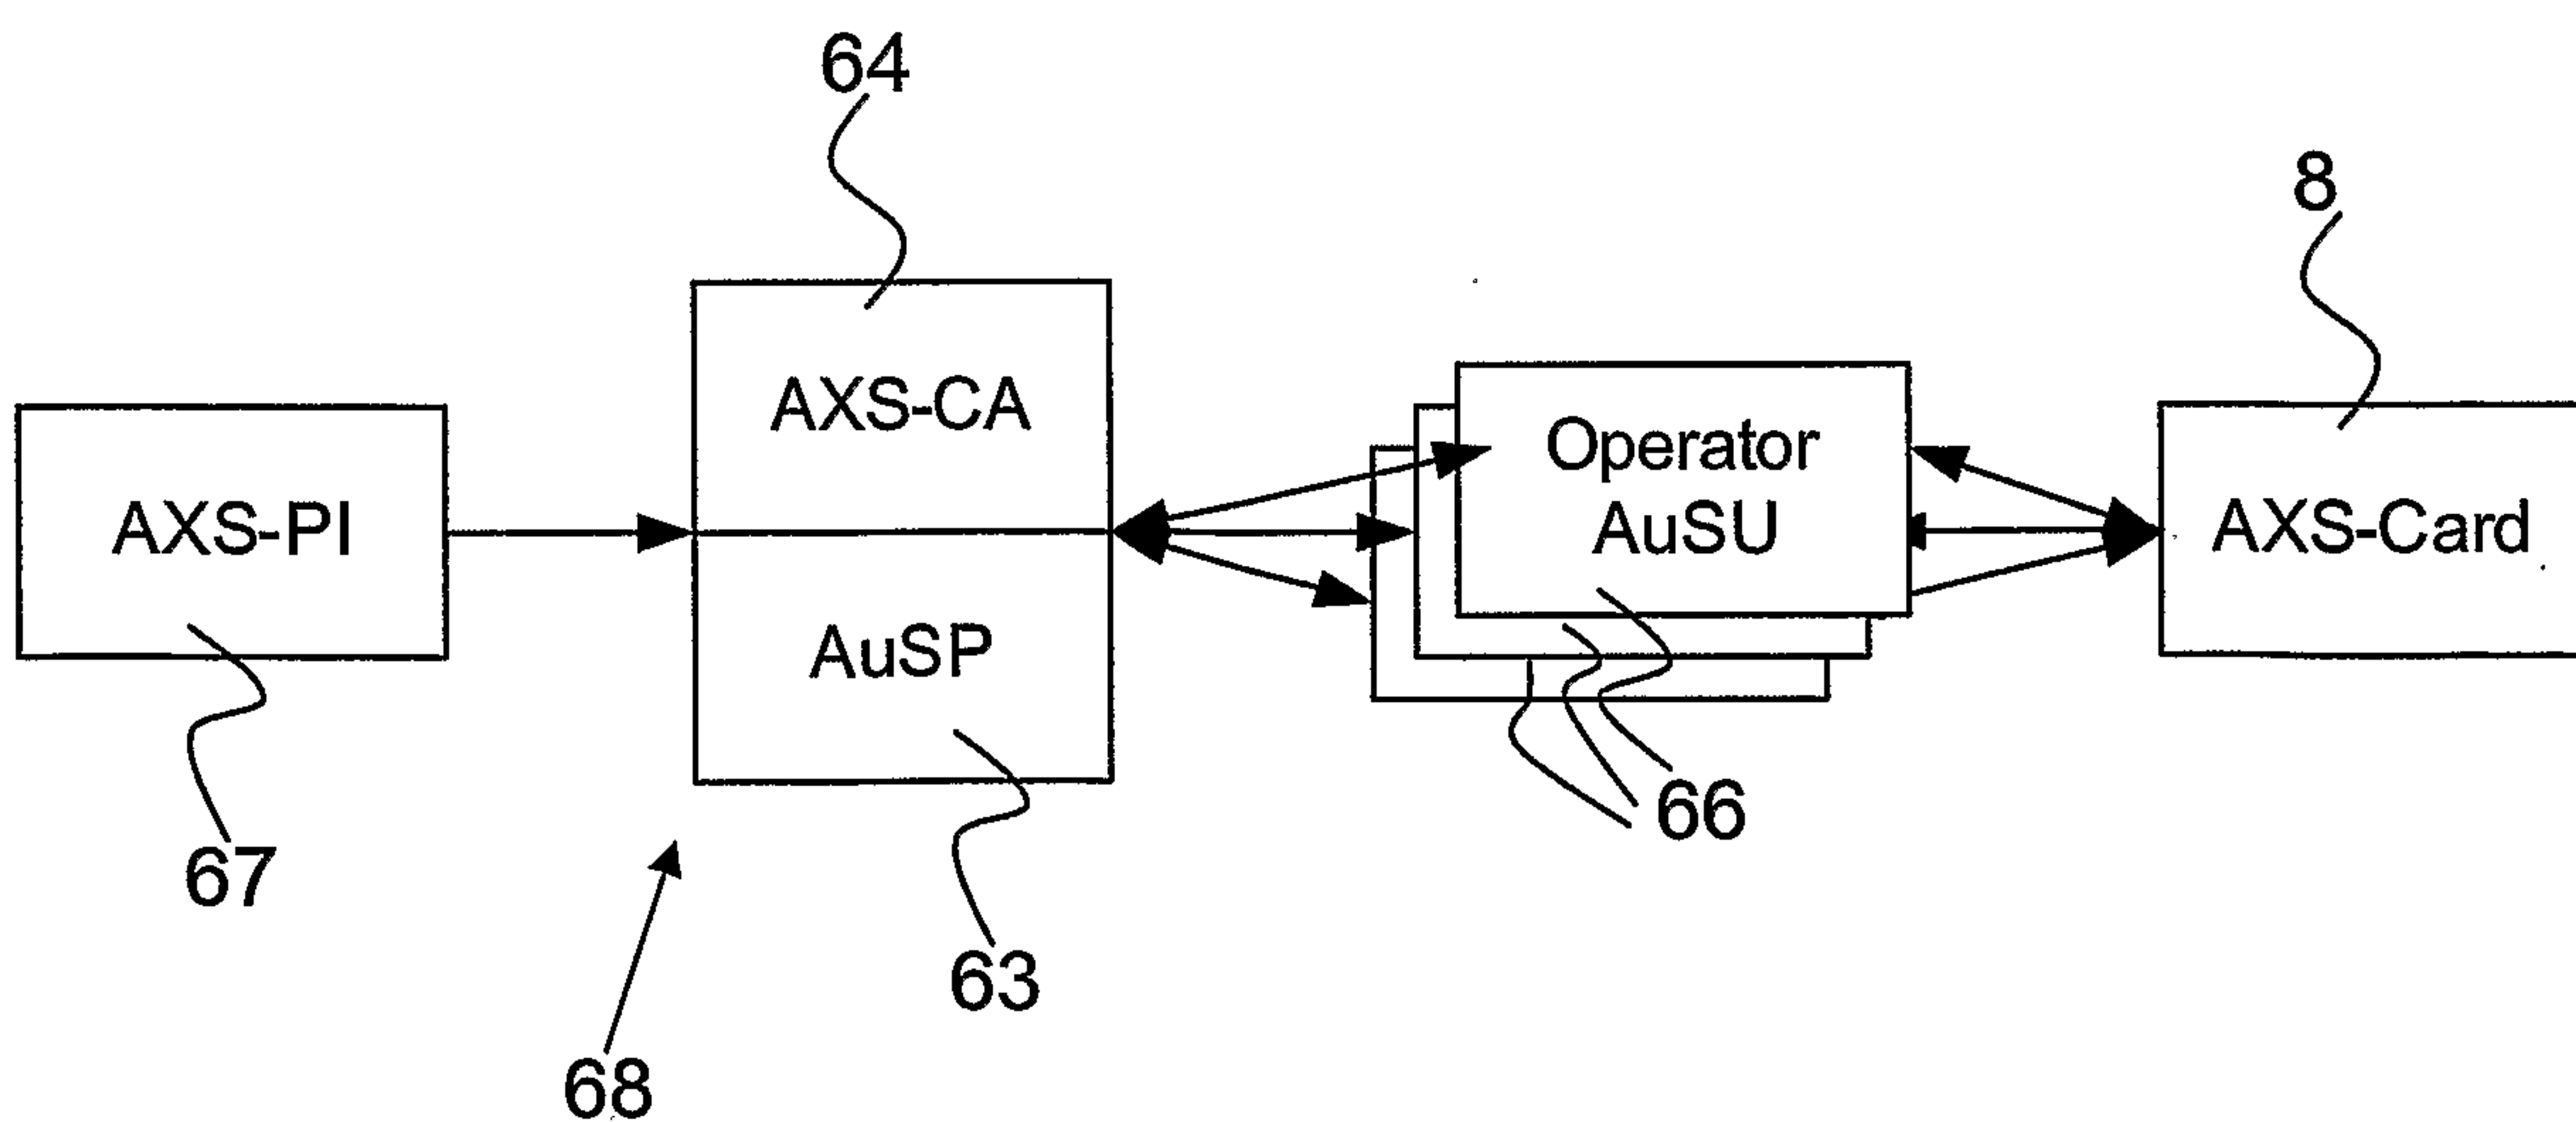 64
8
AXS-CA
Operator
AuSU
AXS-PI
AXS-Card
AuSP
66
67
63
68